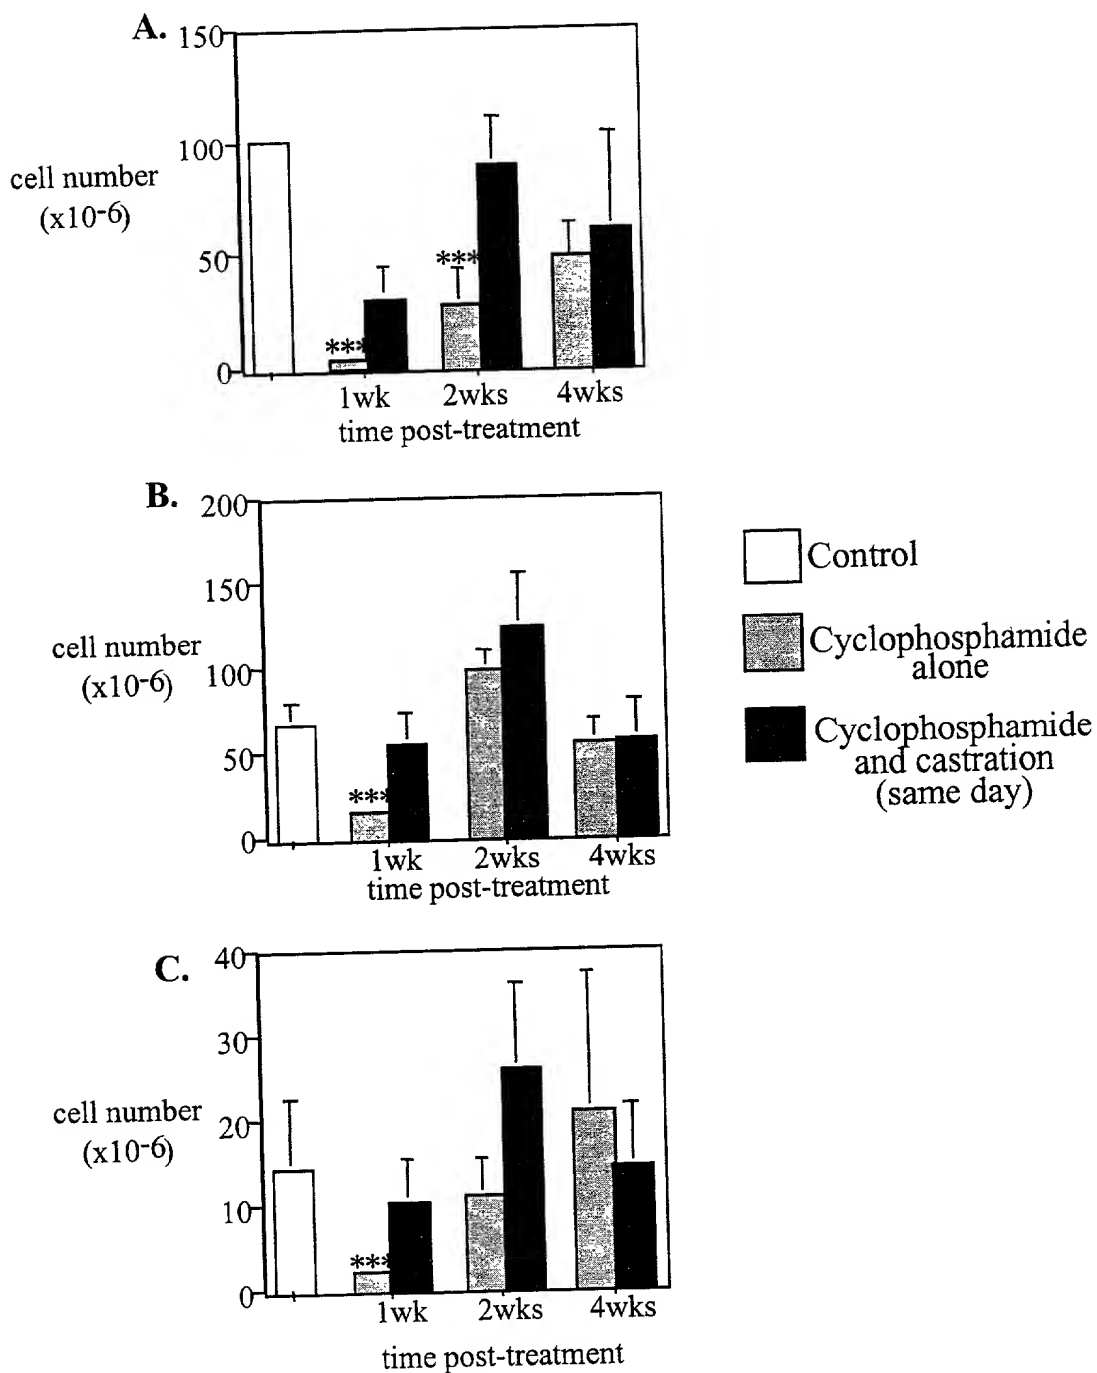 A.
150
100
50
0
cell number
(x10-6)
***
***
1wk 2wks 4wks
time post-treatment
B.
200
150
100
50
0
cell number
(x10-6)
***
1wk 2wks 4wks
time post-treatment
Control
Cyclophosphamide
alone
Cyclophosphamide
and castration
(same day)
C.
40
30
20
10
0
cell number
(x10-6)
***
1wk 2wks 4wks
time post-treatment